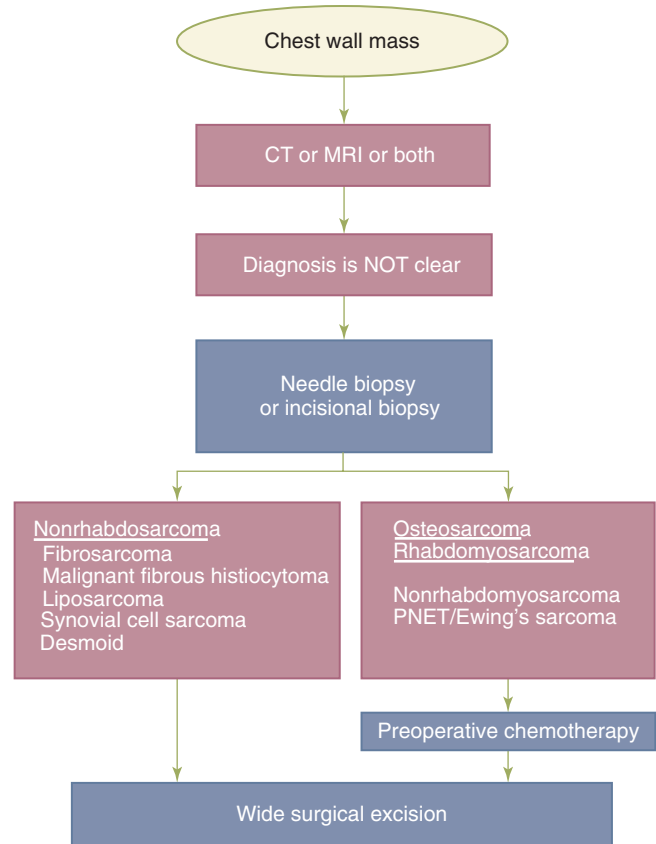 Chest wall mass
CT or MRI or both
Diagnosis is NOT clear
Needle biopsy
or incisional biopsy
Nonrhabdosarcoma
Fibrosarcoma
Malignant fibrous histiocytoma
Liposarcoma
Synovial cell sarcoma
Desmoid
Osteosarcoma
Rhabdomyosarcoma
Nonrhabdomyosarcoma
PNET/Ewing's sarcoma
Preoperative chemotherapy
Wide surgical excision